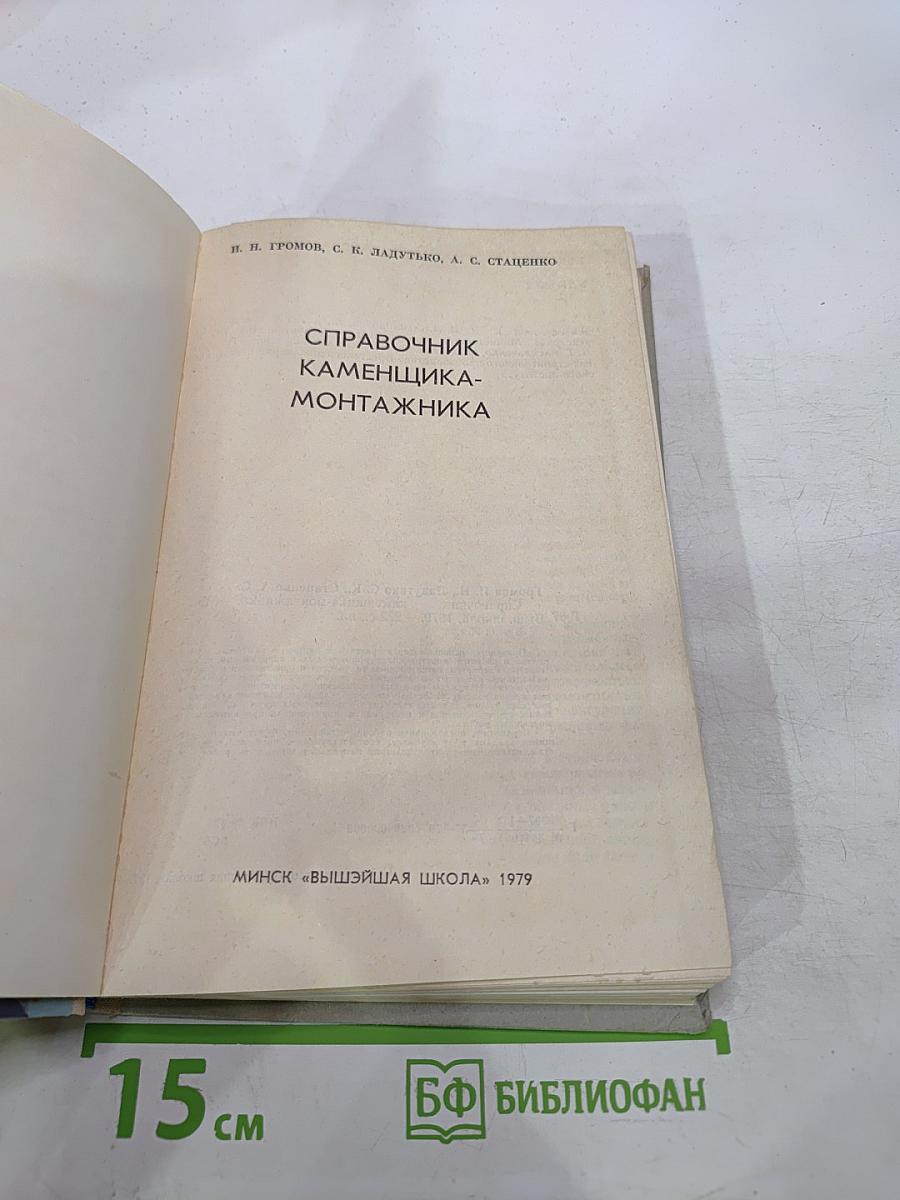 И. Н. ГРОМОВ, С. К. ЛАДУТЬКО, А. С. СТАЦЕНКО
СПРАВОЧНИК
КАМЕНЩИКА-
МОНТАЖНИКА
МИНСК «ВЫШЭЙШАЯ ШКОЛА» 1979
15 см
БФ БИБЛИОФАН